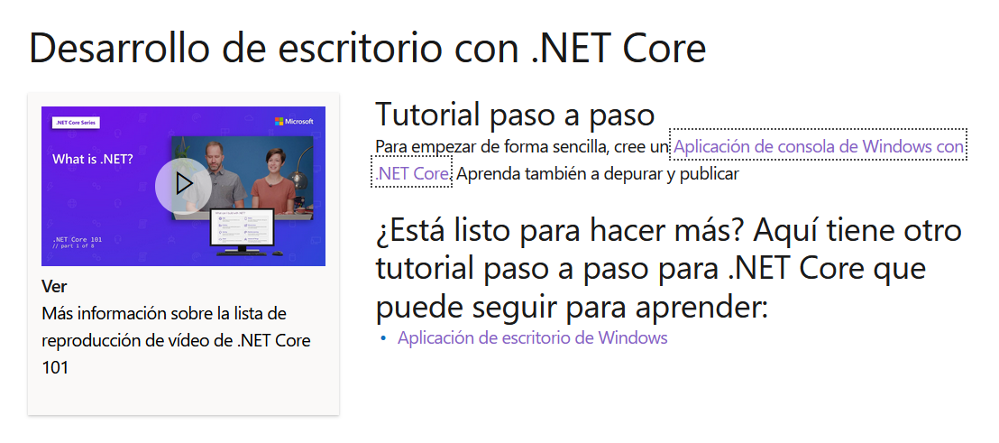 Desarrollo de escritorio con .NET Core
.NET Core Series
Microsoft
What is .NET?
.NET Core 101
// part 1 of 8
Ver
Más información sobre la lista de
reproducción de vídeo de .NET Core
101
Tutorial paso a paso
Para empezar de forma sencilla, cree un Aplicación de consola de Windows con
.NET Core. Aprenda también a depurar y publicar
¿Está listo para hacer más? Aquí tiene otro
tutorial paso a paso para .NET Core que
puede seguir para aprender:
• Aplicación de escritorio de Windows